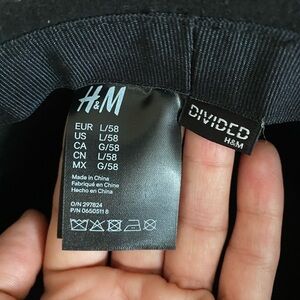 H&M
EUR L/58
US L/58
CA G/58
CN L/58
MX G/58
Made in China
Fabriqué en Chine
Hecho en China
O/N 297824
P/N 0650511 8
DIVIDED
H&M